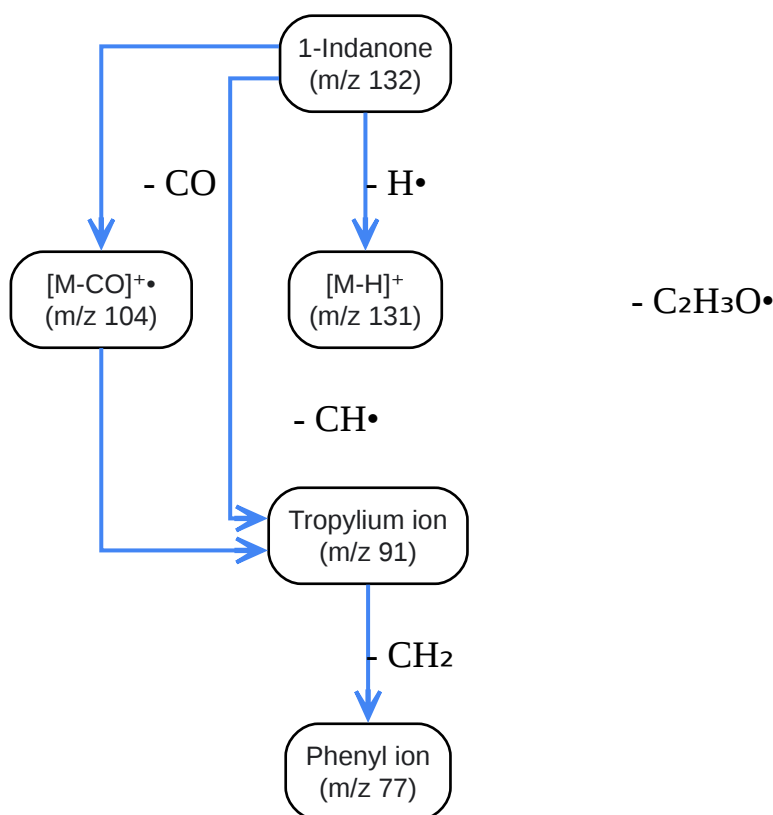 1-Indanone
(m/z 132)
- CO
- H•
[M-CO]⁺•
(m/z 104)
[M-H]⁺
(m/z 131)
- C₂H₃O•
- CH•
Tropylium ion
(m/z 91)
- CH₂
Phenyl ion
(m/z 77)